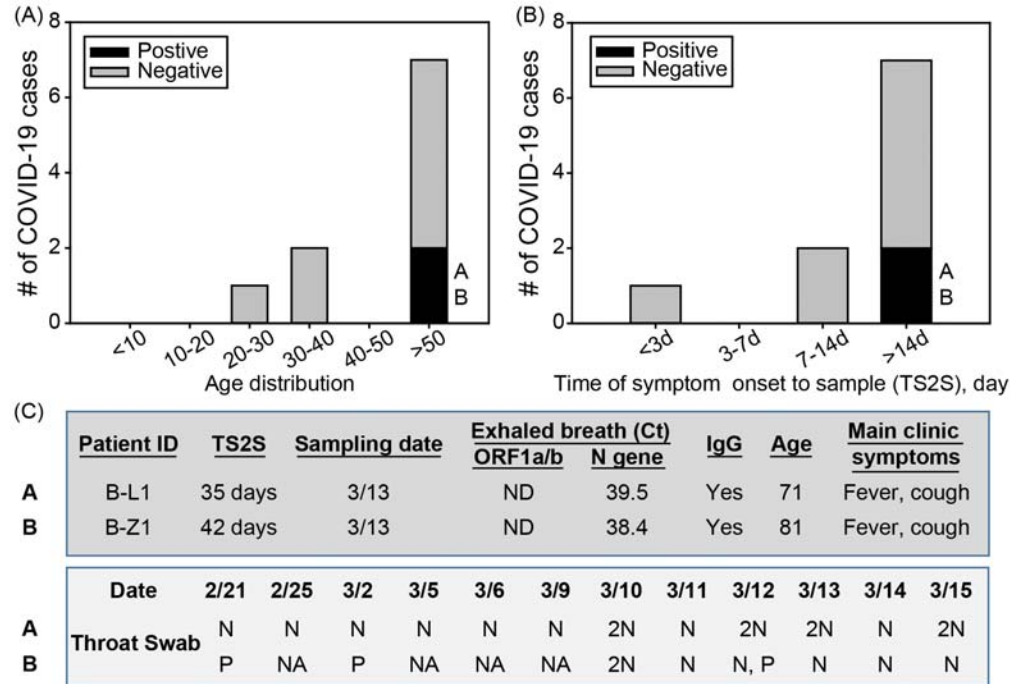 (A)
8
6
4
2
0
# of COVID-19 cases
Postive
Negative
A
B
<10
10-20
20-30
30-40
40-50
>50
Age distribution
(B)
8
6
4
2
0
# of COVID-19 cases
Positive
Negative
A
B
<3d
3-7d
7-14d
>14d
Time of symptom onset to sample (TS2S), day
(C)
Patient ID TS2S Sampling date Exhaled breath (Ct) ORF1a/b N gene IgG Age Main clinic symptoms
A B-L1 35 days 3/13 ND 39.5 Yes 71 Fever, cough
B B-Z1 42 days 3/13 ND 38.4 Yes 81 Fever, cough
Date 2/21 2/25 3/2 3/5 3/6 3/9 3/10 3/11 3/12 3/13 3/14 3/15
Throat Swab
A N N N N N N 2N N 2N 2N N 2N
B P NA P NA NA NA 2N N N, P N N N